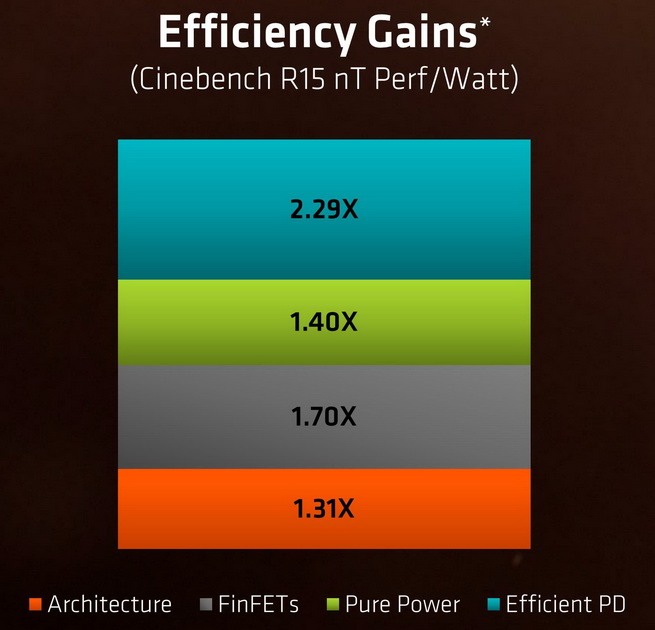 Efficiency Gains*
(Cinebench R15 nT Perf/Watt)
2.29X
1.40X
1.70X
1.31X
Architecture FinFETs Pure Power Efficient PD